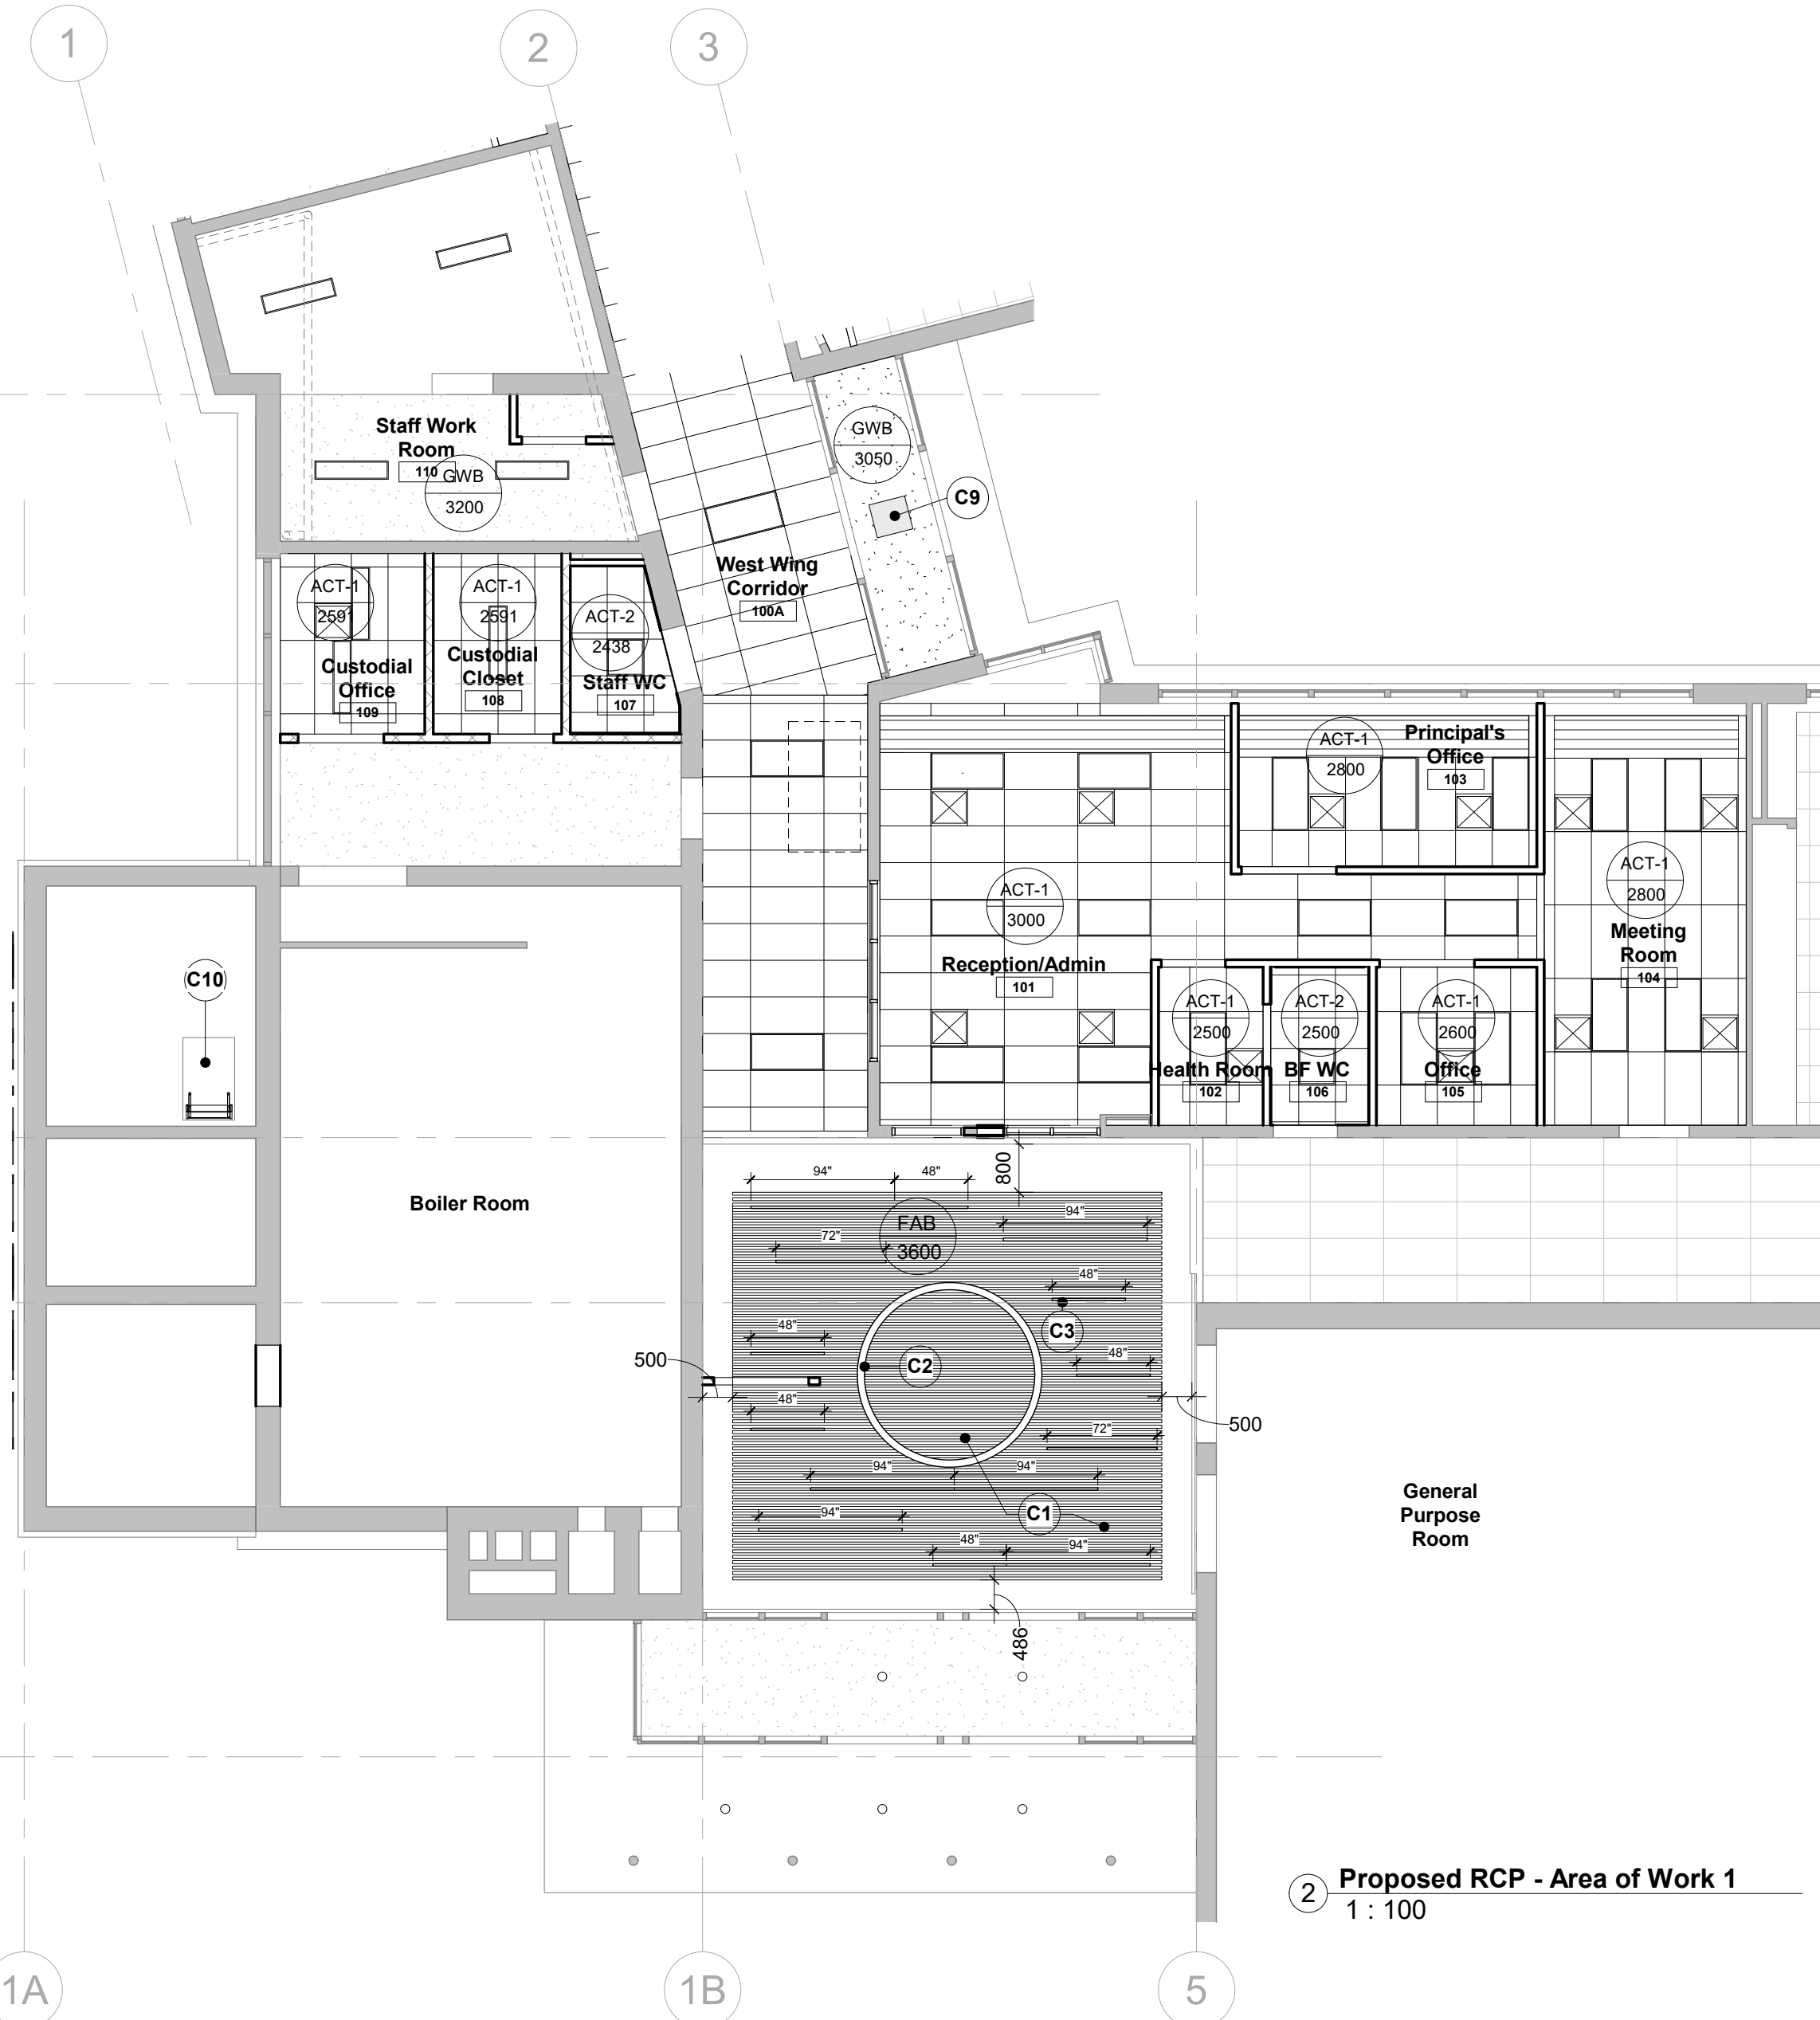 1
2
3
Staff Work
Room
110
GWB
3200
GWB
3050
C9
West Wing
Corridor
100A
ACT-1
2591
Custodial
Office
109
ACT-1
2591
Custodial
Closet
108
ACT-2
2438
Staff WC
107
ACT-1
2800
Principal's
Office
103
ACT-1
2800
Meeting
Room
104
ACT-1
3000
Reception/Admin
101
ACT-1
2500
Health Room
102
ACT-2
2500
BF WC
106
ACT-1
2600
Office
105
C10
Boiler Room
94"
48"
800
94"
FAB
3600
72"
48"
C3
48"
48"
C2
500
48"
500
72"
94"
94"
94"
C1
48"
94"
486
General
Purpose
Room
2
Proposed RCP - Area of Work 1
1 : 100
1A
1B
5